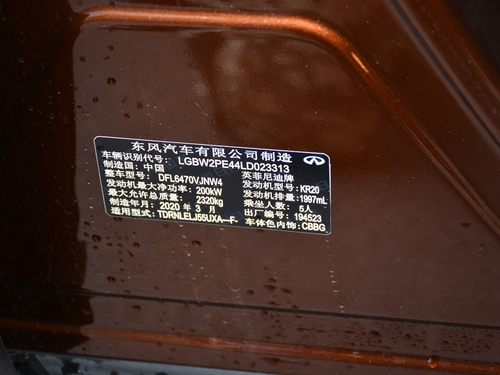 东风汽车有限公司制造
车辆识别代号： LGBW2PE44LD023313
制造国：中国 英菲尼迪牌
整车型号： DFL6470VJNW4 发动机型号：KR20
发动机最大净功率：200kW 发动机排量：1997mL
最大允许总质量： 2320kg 乘坐人数：5人
制造年月：2020年3月 出厂编号：194523
适用型式：TDRNLELJ55UXA—F- 车体色内饰：CBBG